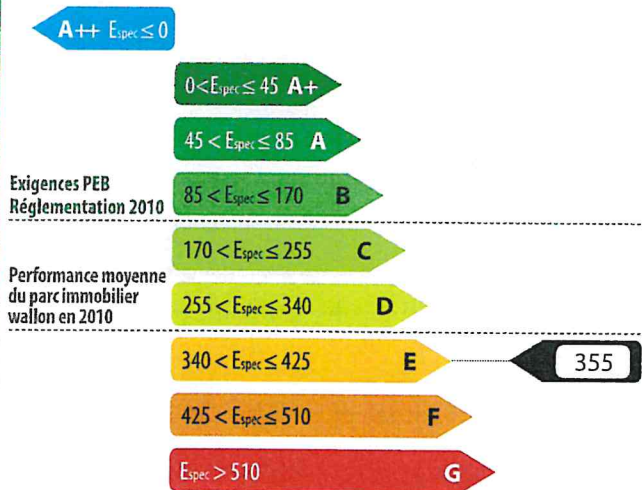 A++ Espec ≤ 0
0<Espec ≤ 45 A+
45 < Espec ≤ 85 A
Exigences PEB
Réglementation 2010
85 < Espec ≤ 170 B
170 < Espec ≤ 255 C
Performance moyenne
du parc immobilier
wallon en 2010
255 < Espec ≤ 340 D
340 < Espec ≤ 425 E
355
425 < Espec ≤ 510 F
Espec > 510 G